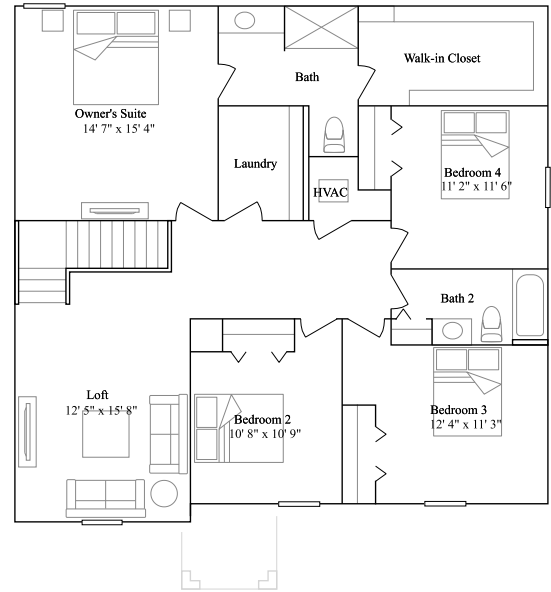 Walk-in Closet
Bath
Owner's Suite
14' 7" x 15' 4"
Laundry
Bedroom 4
11' 2" x 11' 6"
HVAC
Bath 2
Loft
12' 5" x 15' 8"
Bedroom 2
10' 8" x 10' 9"
Bedroom 3
12' 4" x 11' 3"